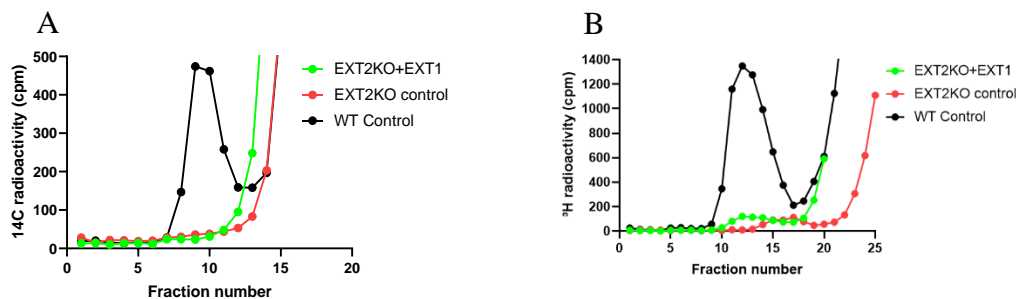 A
14C radioactivity (cpm)
500
400
300
200
100
0
0 5 10 15 20
Fraction number
EXT2KO+EXT1
EXT2KO control
WT Control
B
³H radioactivity (cpm)
1400
1200
1000
800
600
400
200
0
0 5 10 15 20 25
Fraction number
EXT2KO+EXT1
EXT2KO control
WT Control